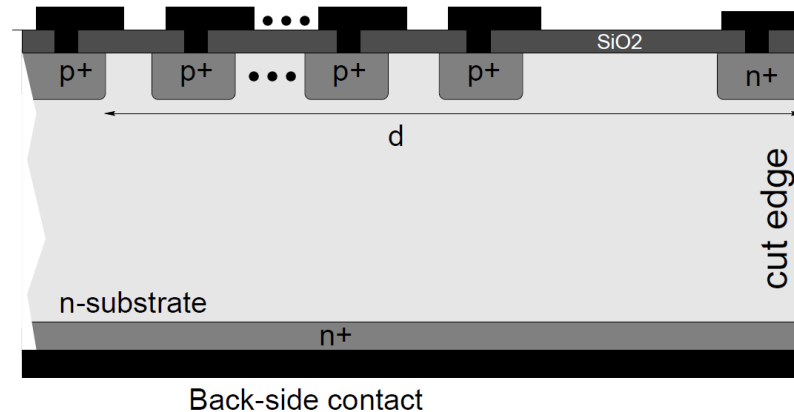 SiO2
p+ p+ p+ p+ n+
d
cut edge
n-substrate
n+
Back-side contact